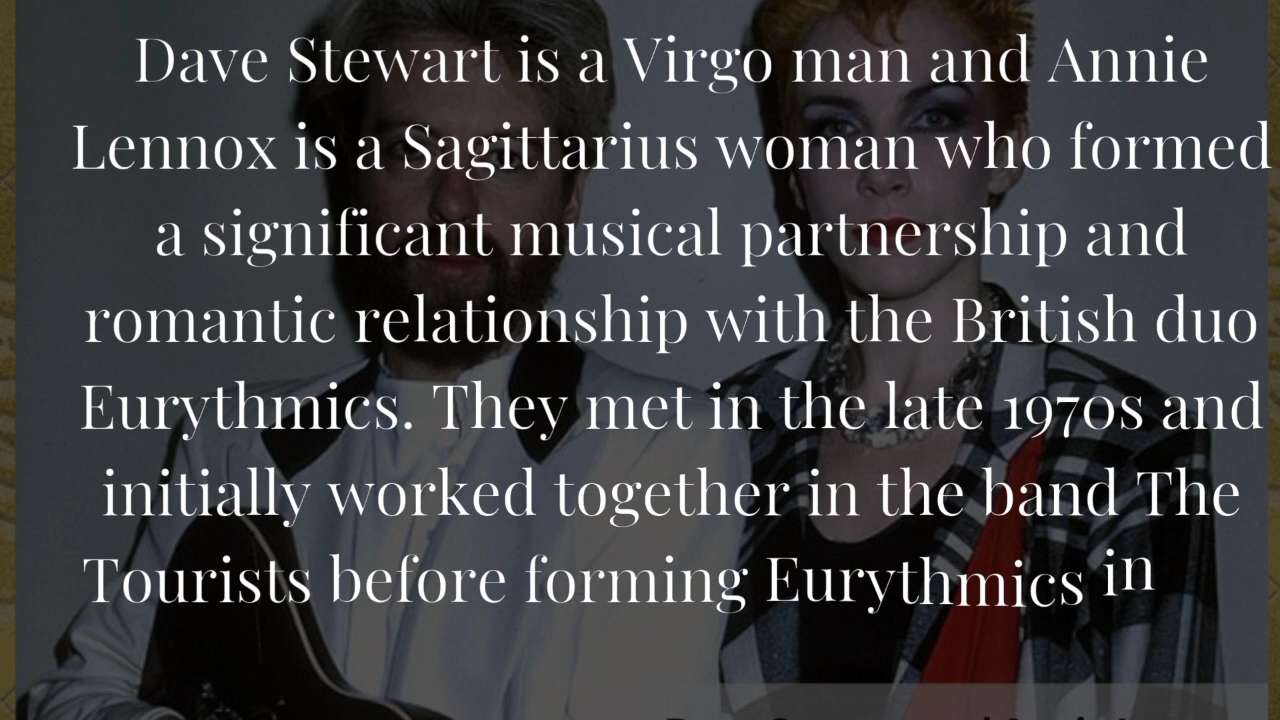 Dave Stewart is a Virgo man and Annie
Lennox is a Sagittarius woman who formed
a significant musical partnership and
romantic relationship with the British duo
Eurythmics. They met in the late 1970s and
initially worked together in the band The
Tourists before forming Eurythmics in